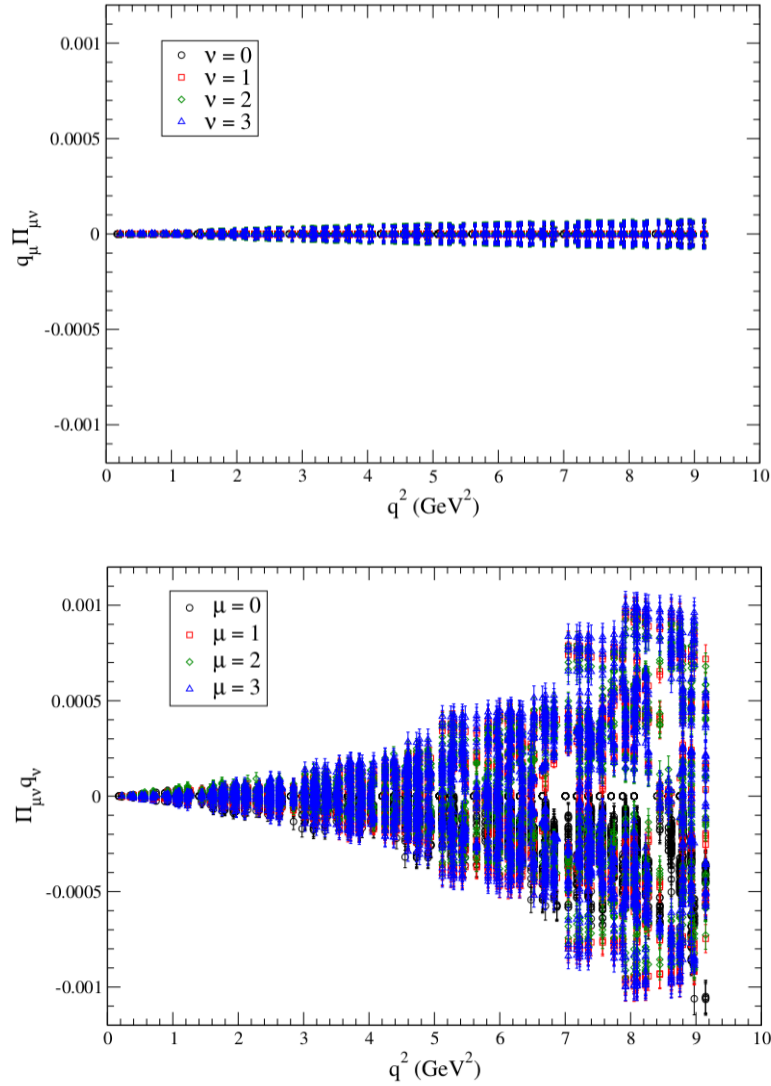 0.001
0.0005
0
-0.0005
-0.001
q_μ Π_μν
ν = 0
ν = 1
ν = 2
ν = 3
0 1 2 3 4 5 6 7 8 9 10
q^2 (GeV^2)
0.001
0.0005
0
-0.0005
-0.001
Π_μν q_ν
μ = 0
μ = 1
μ = 2
μ = 3
0 1 2 3 4 5 6 7 8 9 10
q^2 (GeV^2)